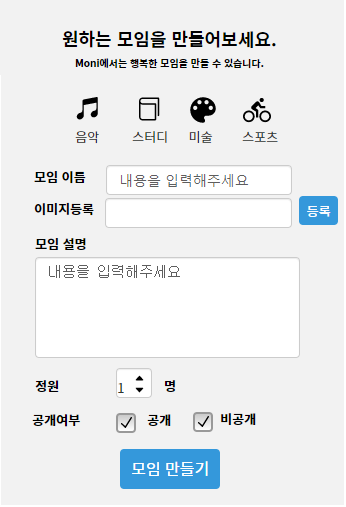 원하는 모임을 만들어보세요.
Moni에서는 행복한 모임을 만들 수 있습니다.
음악 스터디 미술 스포츠
모임 이름 내용을 입력해주세요
이미지등록 등록
모임 설명
내용을 입력해주세요
정원 1 명
공개여부 공개 비공개
모임 만들기